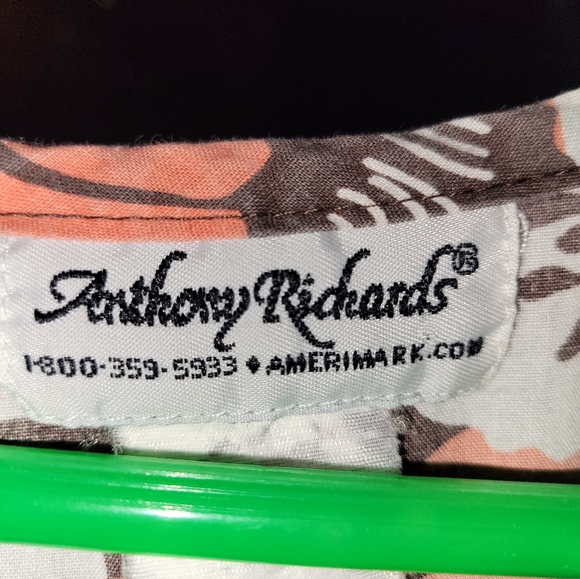 Anthony Richards®
1-800-359-5933 ♦ AMERIMARK.COM